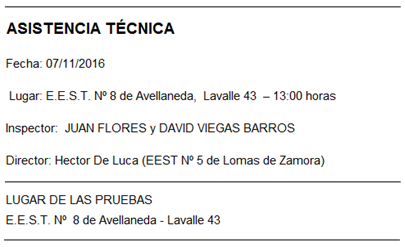 ASISTENCIA TÉCNICA
Fecha: 07/11/2016
Lugar: E.E.S.T. Nº 8 de Avellaneda, Lavalle 43 – 13:00 horas
Inspector: JUAN FLORES y DAVID VIEGAS BARROS
Director: Hector De Luca (EEST Nº 5 de Lomas de Zamora)
LUGAR DE LAS PRUEBAS
E.E.S.T. Nº 8 de Avellaneda - Lavalle 43